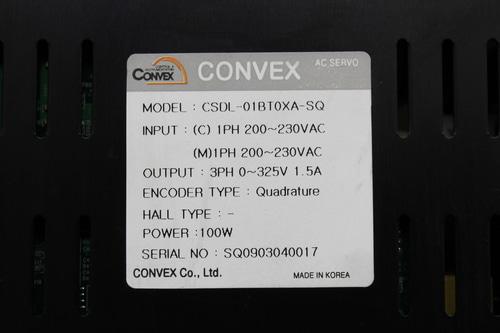 CONVEX
CONVEX
AC SERVO
MODEL : CSDL-01BT0XA-SQ
INPUT : (C) 1PH 200~230VAC
(M)1PH 200~230VAC
OUTPUT : 3PH 0~325V 1.5A
ENCODER TYPE : Quadrature
HALL TYPE : -
POWER :100W
SERIAL NO : SQ0903040017
CONVEX Co., Ltd.
MADE IN KOREA